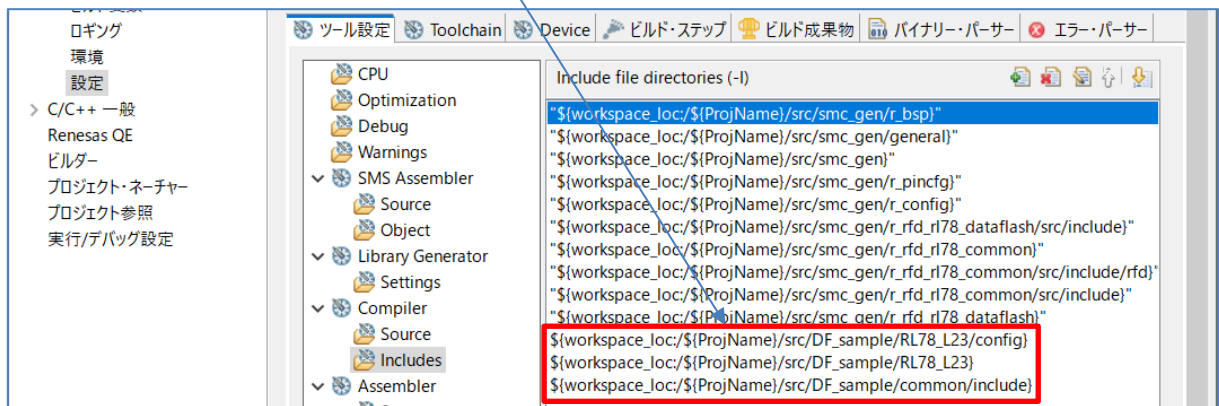 ロギング
環境
設定
C/C++ 一般
Renesas QE
ビルダー
プロジェクト・ネーチャー
プロジェクト参照
実行/デバッグ設定
ツール設定 Toolchain Device ビルド・ステップ ビルド成果物 バイナリー・パーサー エラー・パーサー
CPU
Optimization
Debug
Warnings
SMS Assembler
Source
Object
Library Generator
Settings
Compiler
Source
Includes
Assembler
Include file directories (-I)
"${workspace_loc:/${ProjName}/src/smc_gen/r_bsp}"
"${workspace_loc:/${ProjName}/src/smc_gen/general}"
"${workspace_loc:/${ProjName}/src/smc_gen}"
"${workspace_loc:/${ProjName}/src/smc_gen/r_pincfg}"
"${workspace_loc:/${ProjName}/src/smc_gen/r_config}"
"${workspace_loc:/${ProjName}/src/smc_gen/r_rfd_rl78_dataflash/src/include}"
"${workspace_loc:/${ProjName}/src/smc_gen/r_rfd_rl78_common}"
"${workspace_loc:/${ProjName}/src/smc_gen/r_rfd_rl78_common/src/include/rfd}"
"${workspace_loc:/${ProjName}/src/smc_gen/r_rfd_rl78_common/src/include}"
"${workspace_loc:/${ProjName}/src/smc_gen/r_rfd_rl78_dataflash}"
${workspace_loc:/${ProjName}/src/DF_sample/RL78_L23/config}
${workspace_loc:/${ProjName}/src/DF_sample/RL78_L23}
${workspace_loc:/${ProjName}/src/DF_sample/common/include}